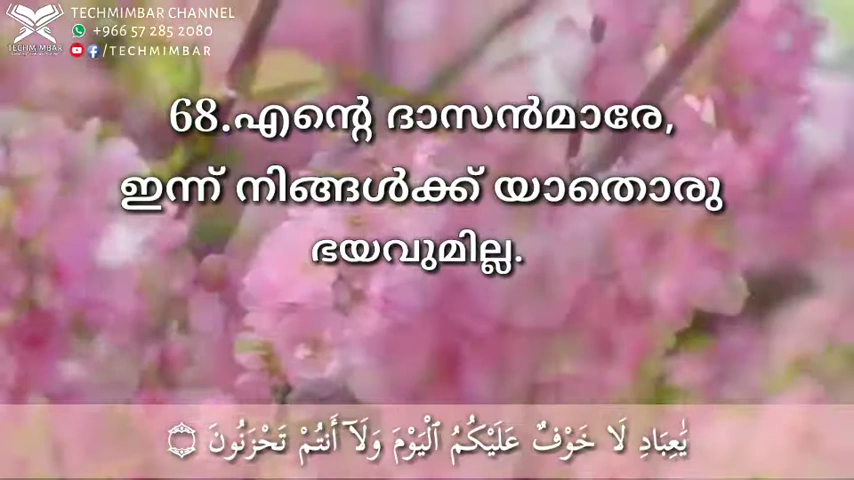 TECHMIMBAR CHANNEL
+966 57 285 2080
/TECHMIMBAR
TECHMIMBAR
68.എന്റെ ദാസൻമാരേ,
ഇന്ന് നിങ്ങൾക്ക് യാതൊരു
ഭയവുമില്ല.
يَٰعِبَادِ لَا خَوْفٌ عَلَيْكُمُ ٱلْيَوْمَ وَلَآ أَنتُمْ تَحْزَنُونَ